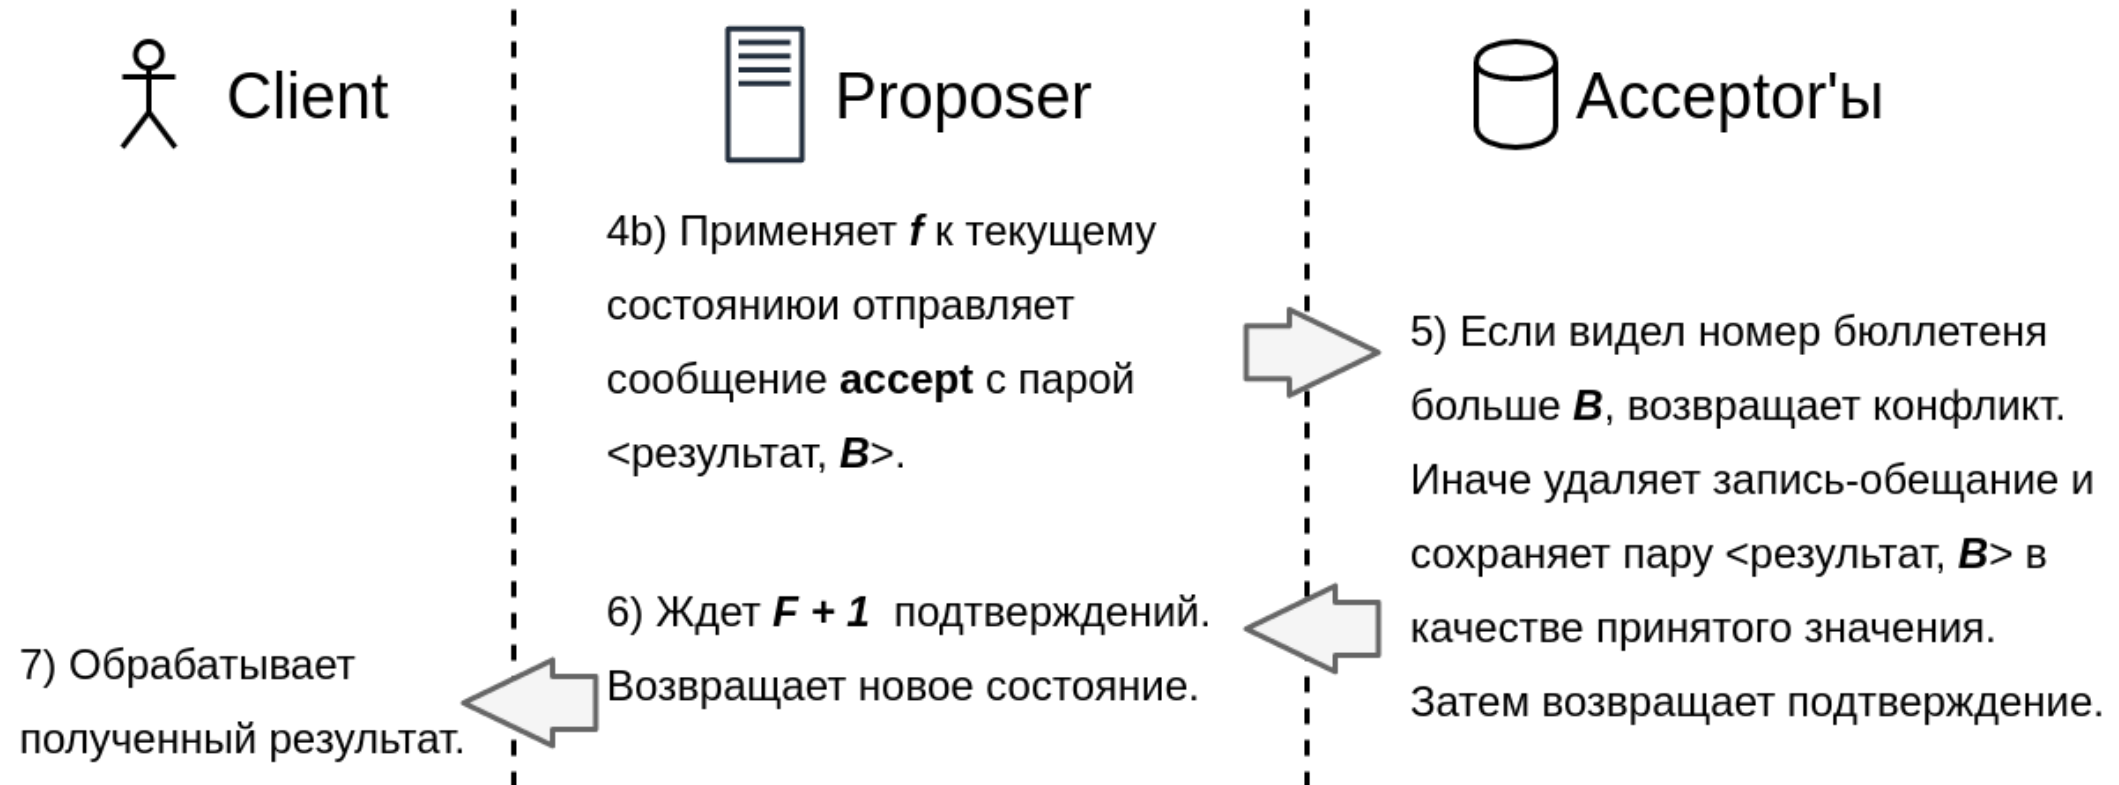 Client
Proposer
Acceptor'ы
4b) Применяет f к текущему
состояниюи отправляет
сообщение accept с парой
<результат, B>.
5) Если видел номер бюллетеня
больше B, возвращает конфликт.
Иначе удаляет запись-обещание и
сохраняет пару <результат, B> в
качестве принятого значения.
Затем возвращает подтверждение.
6) Ждет F + 1 подтверждений.
Возвращает новое состояние.
7) Обрабатывает
полученный результат.